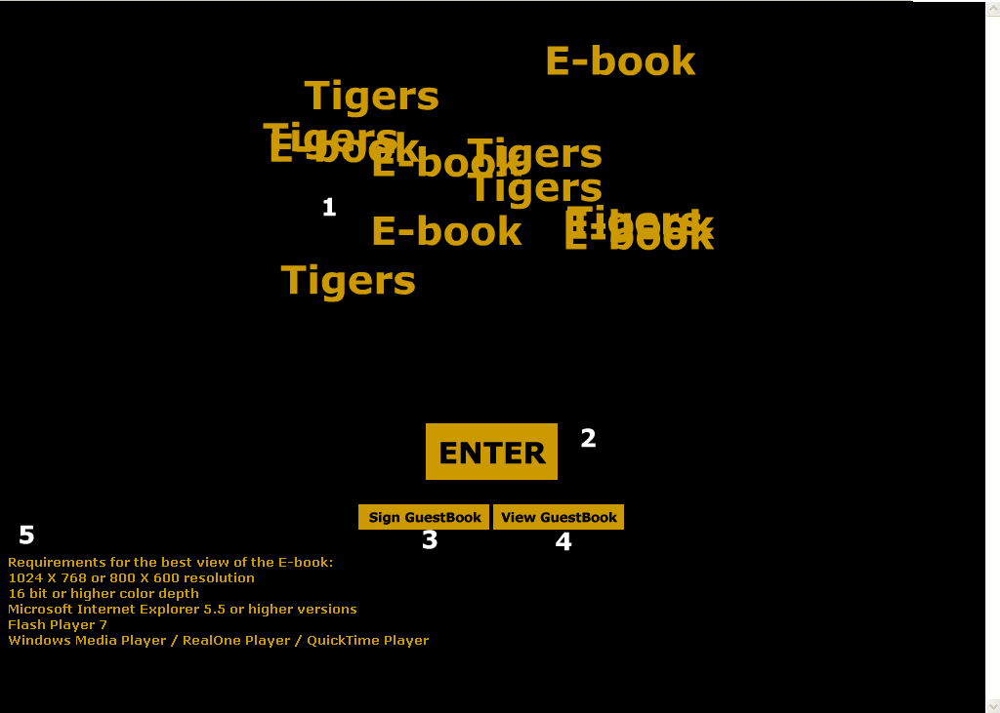 E-book
Tigers
Tigers
E-book
Tigers
E-book
Tigers
1
Tigers
E-book
E-book
E-book
Tigers
ENTER
2
Sign GuestBook
View GuestBook
3
4
5
Requirements for the best view of the E-book:
1024 X 768 or 800 X 600 resolution
16 bit or higher color depth
Microsoft Internet Explorer 5.5 or higher versions
Flash Player 7
Windows Media Player / RealOne Player / QuickTime Player